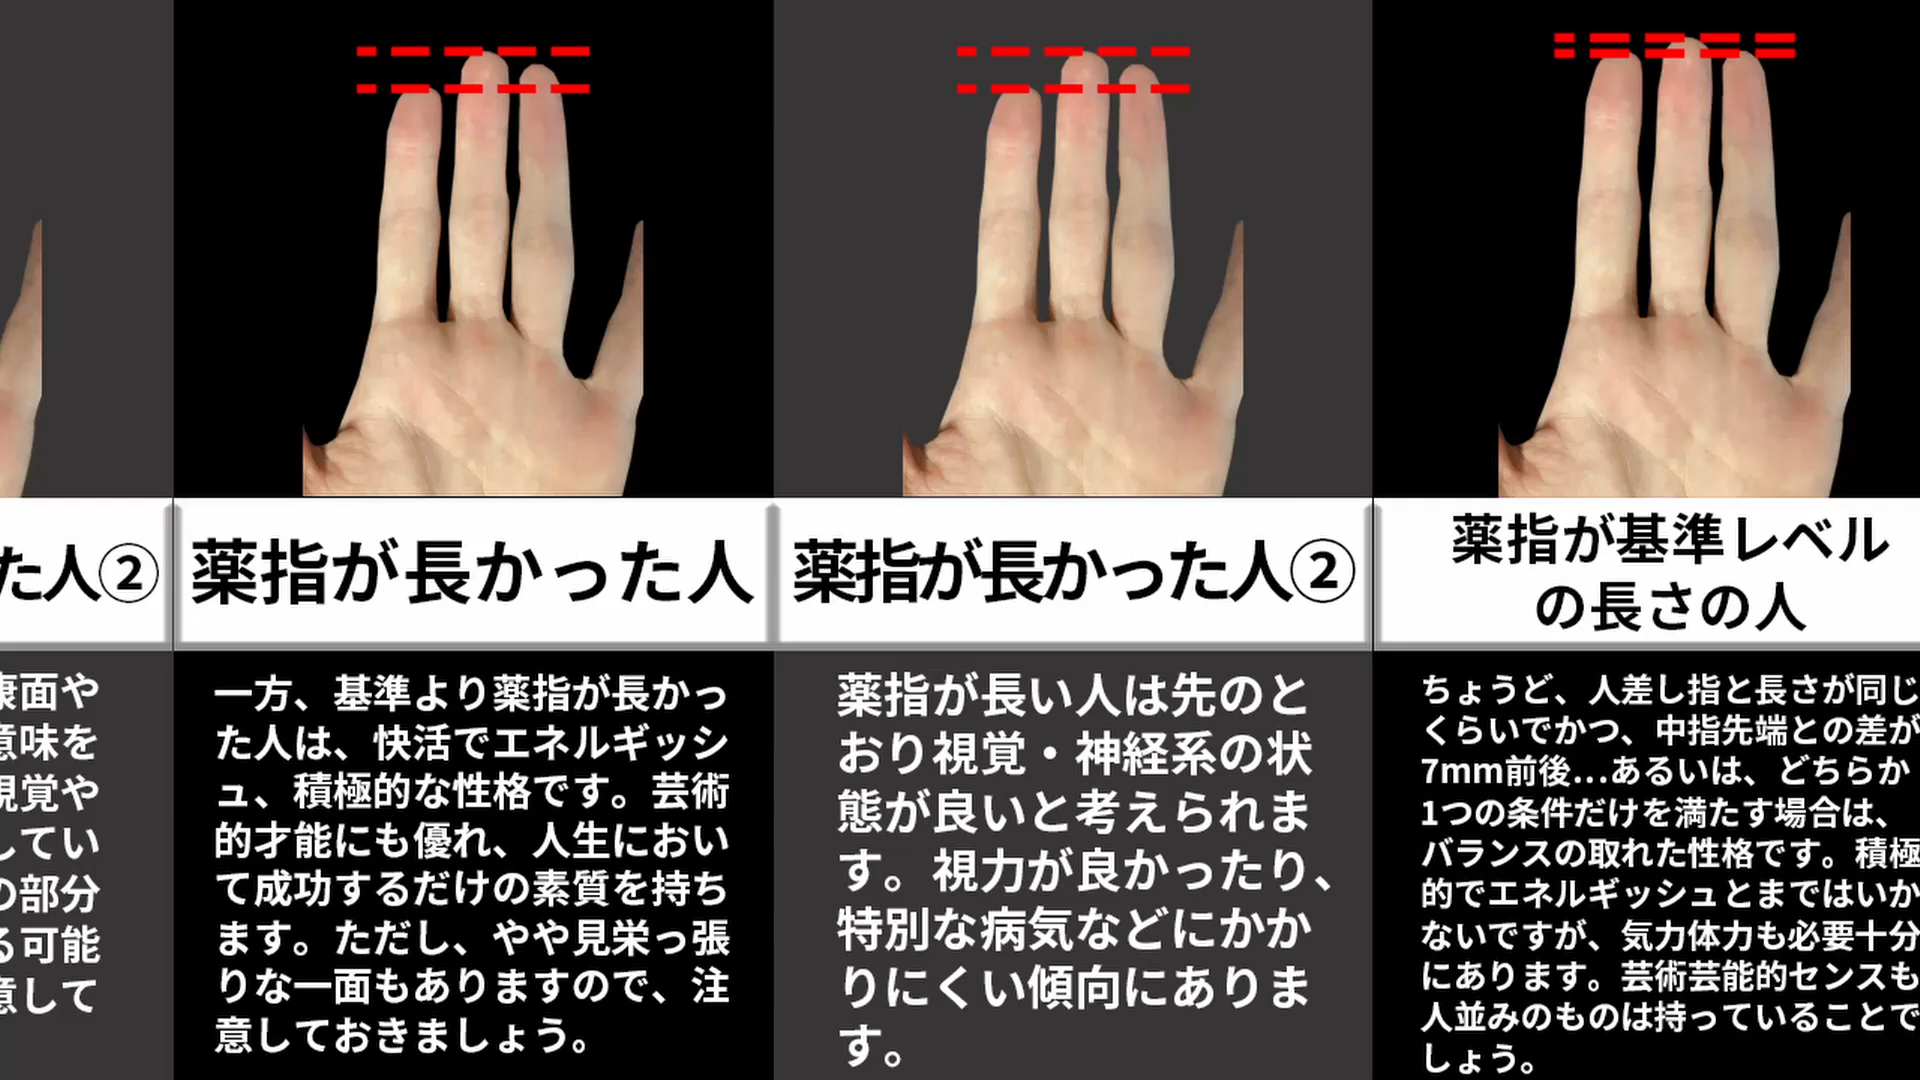 た人②
康面や
意味を
視覚や
してい
の部分
る可能
意して
薬指が長かった人
一方、基準より薬指が長かっ
た人は、快活でエネルギッシ
ュ、積極的な性格です。芸術
的才能にも優れ、人生におい
て成功するだけの素質を持ち
ます。ただし、やや見栄っ張
りな一面もありますので、注
意しておきましょう。
薬指が長かった人②
薬指が長い人は先のと
おり視覚・神経系の状
態が良いと考えられま
す。視力が良かったり、
特別な病気などにかか
りにくい傾向にありま
す。
薬指が基準レベル
の長さの人
ちょうど、人差し指と長さが同じ
くらいでかつ、中指先端との差が
7mm前後…あるいは、どちらか
1つの条件だけを満たす場合は、
バランスの取れた性格です。積極
的でエネルギッシュとまではいか
ないですが、気力体力も必要十分
にあります。芸術芸能的センスも
人並みのものは持っていることで
しょう。